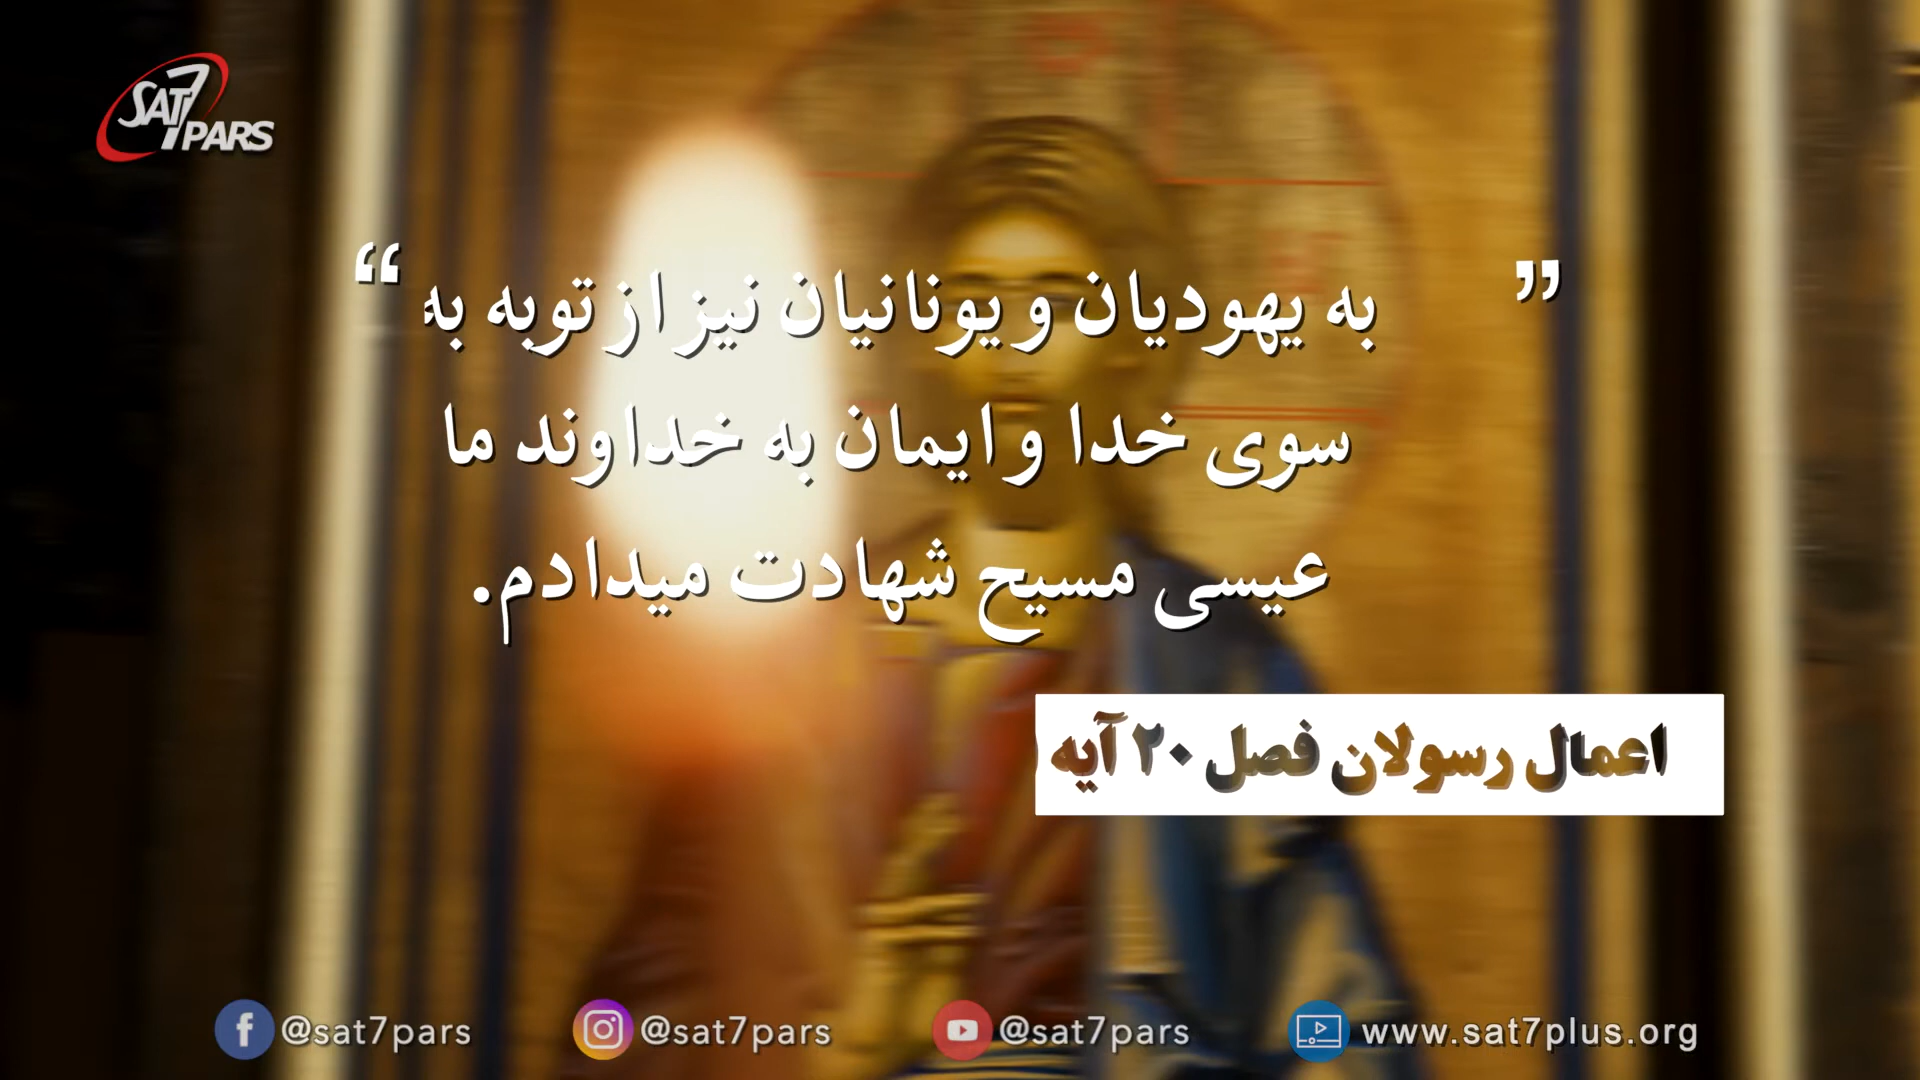 SAT7 PARS
”به یهودیان و یونانیان نیز از توبه به“
سوی خدا و ایمان به خداوند ما
عیسی مسیح شهادت میدادم.
اعمال رسولان فصل ۲۰ آیه
@sat7pars @sat7pars @sat7pars www.sat7plus.org